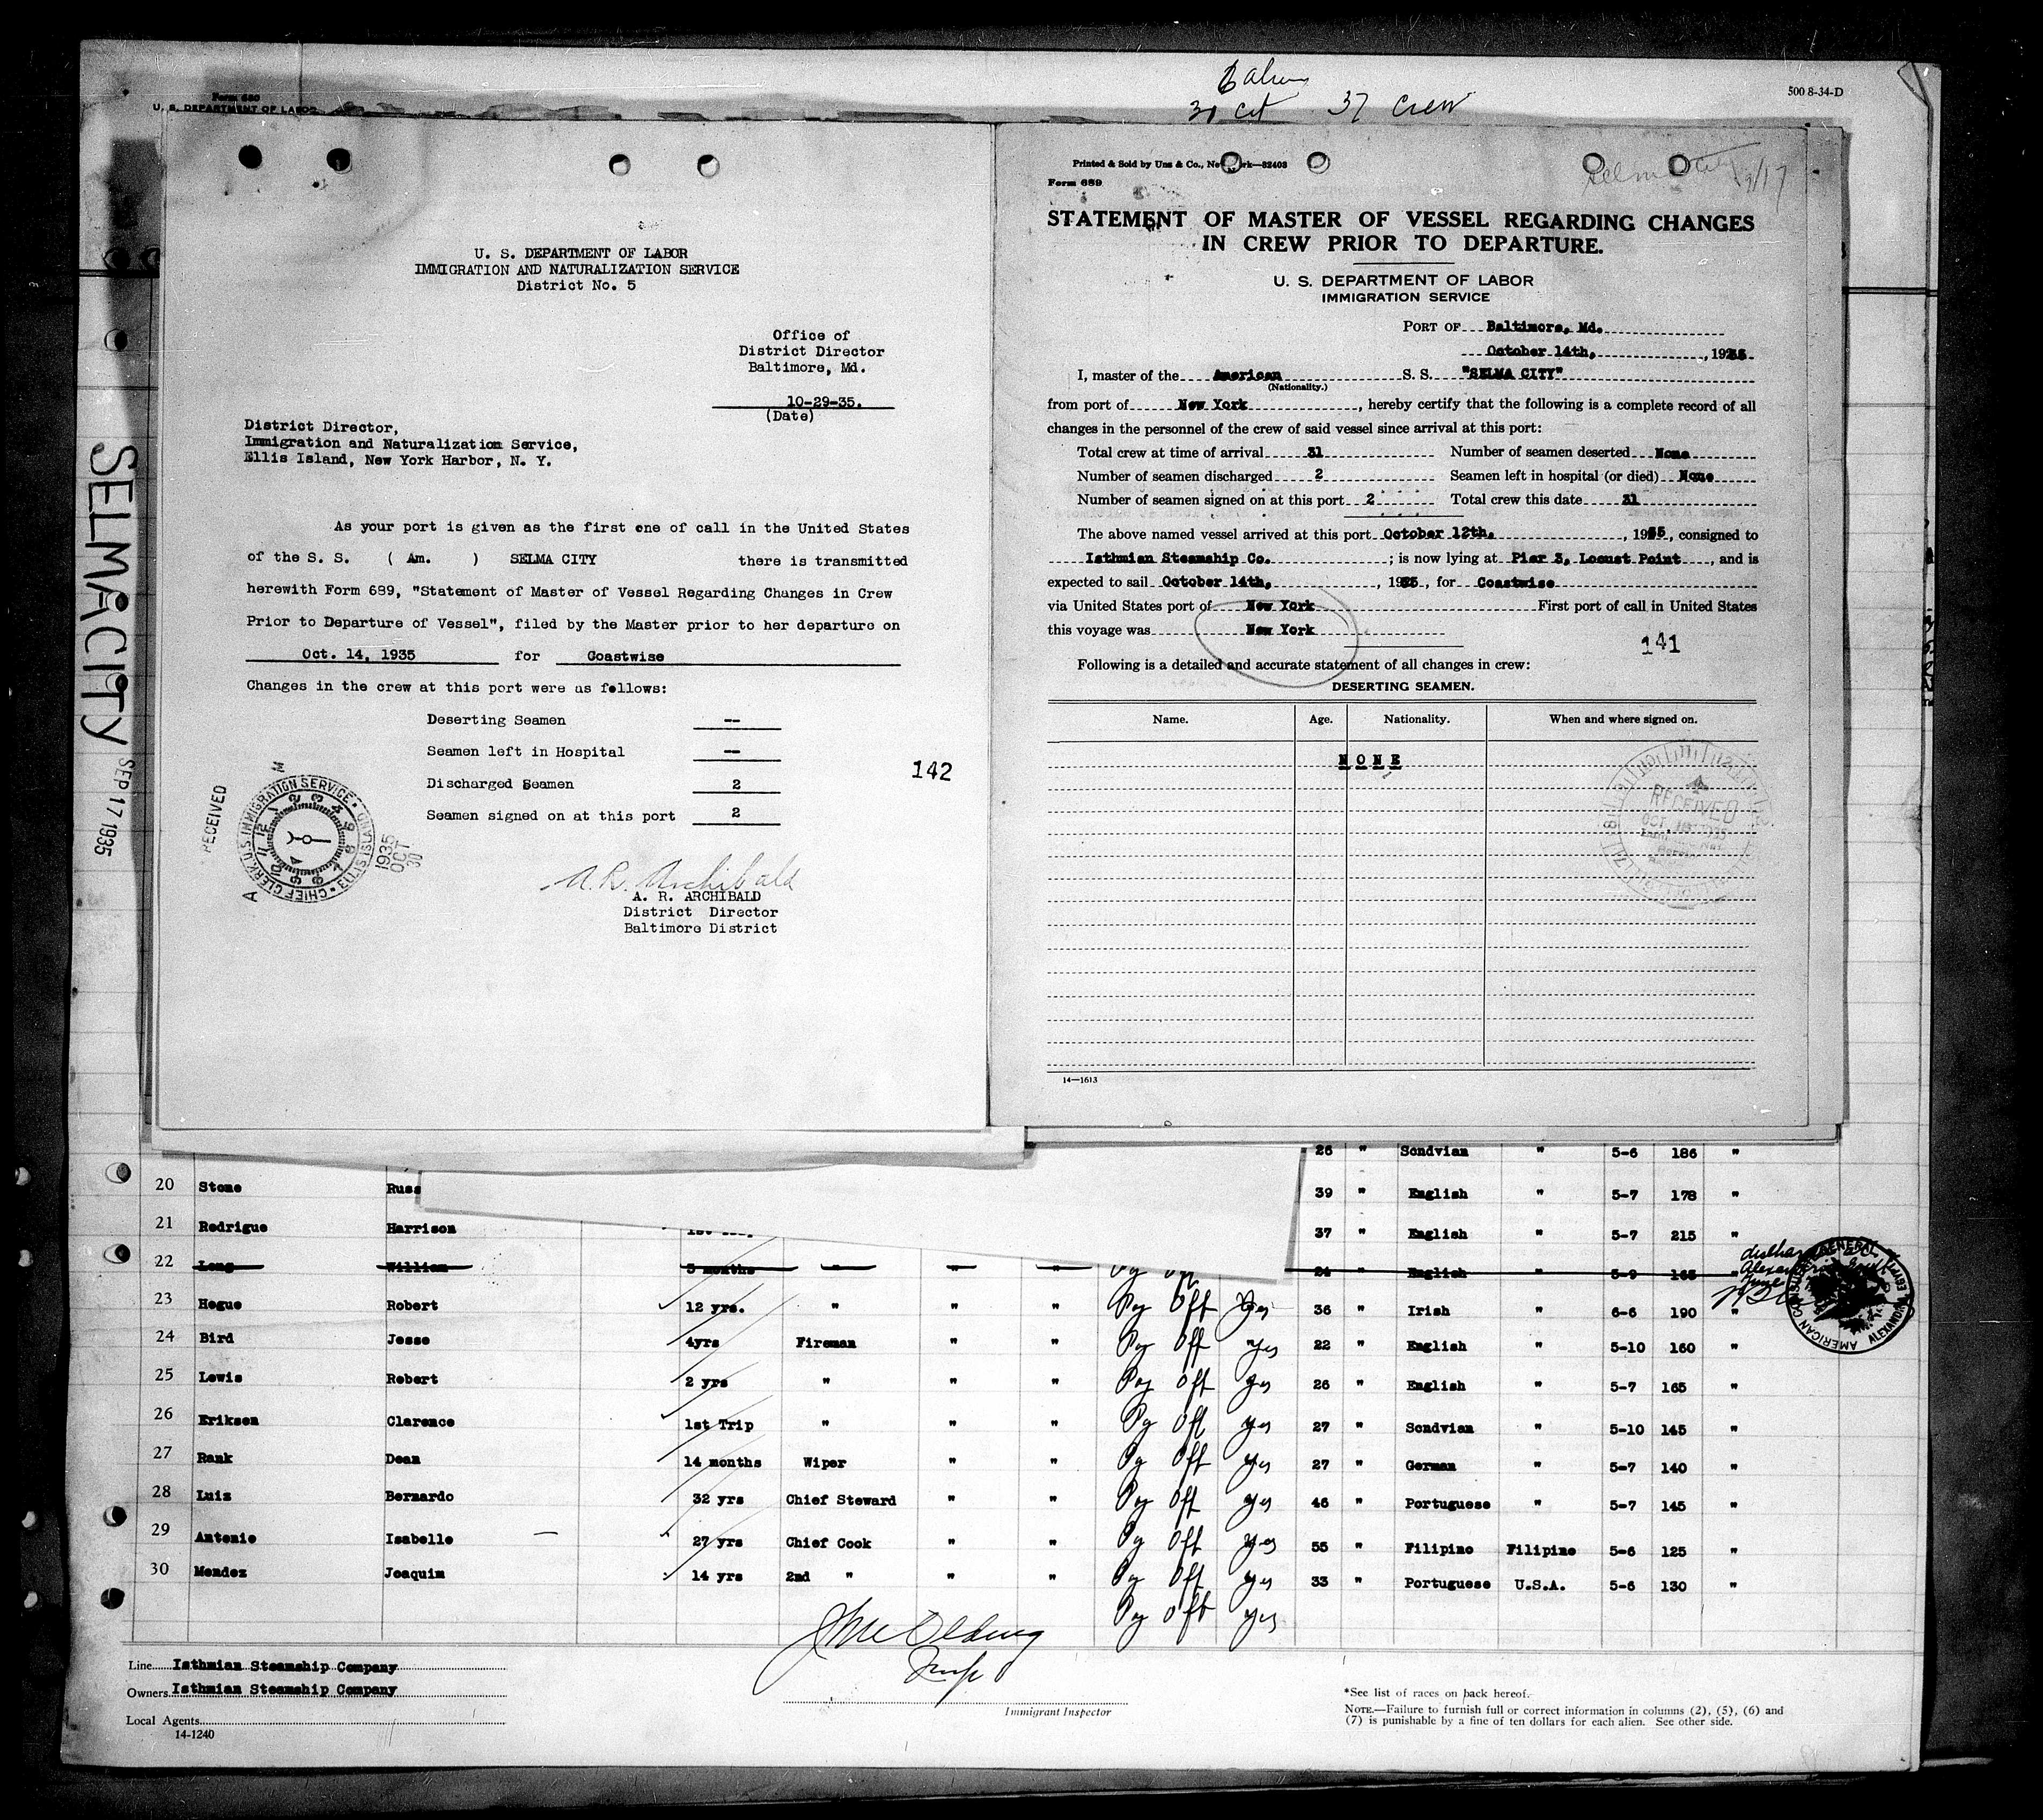 Form 680
U. S. DEPARTMENT OF LABOR
31 37 Crew
500 8-34-D
SELMACITY SEP 17 1935
U. S. DEPARTMENT OF LABOR
IMMIGRATION AND NATURALIZATION SERVICE
District No. 5
Office of
District Director
Baltimore, Md.
10-29-35.
(Date)
District Director,
Immigration and Naturalization Service,
Ellis Island, New York Harbor, N. Y.
As your port is given as the first one of call in the United States
of the S. S. ( Am. ) SELMA CITY there is transmitted
herewith Form 689, "Statement of Master of Vessel Regarding Changes in Crew
Prior to Departure of Vessel", filed by the Master prior to her departure on
Oct. 14, 1935 for Coastwise
Changes in the crew at this port were as follows:
Deserting Seamen --
Seamen left in Hospital --
Discharged Seamen 2
Seamen signed on at this port 2
142
RECEIVED
CHIEF CLERK U.S. IMMIGRATION SERVICE ELLIS ISLAND
1935
OCT
30
A M
A. R. Archibald
A. R. ARCHIBALD
District Director
Baltimore District
Printed & Sold by Unz & Co., New York—82403
Form 689
Selma City 9/17
STATEMENT OF MASTER OF VESSEL REGARDING CHANGES
IN CREW PRIOR TO DEPARTURE.
U. S. DEPARTMENT OF LABOR
IMMIGRATION SERVICE
PORT OF Baltimore, Md.
October 14th, , 1935
I, master of the American S. S. "SELMA CITY"
(Nationality.)
from port of New York , hereby certify that the following is a complete record of all
changes in the personnel of the crew of said vessel since arrival at this port:
Total crew at time of arrival 31 Number of seamen deserted None
Number of seamen discharged 2 Seamen left in hospital (or died) None
Number of seamen signed on at this port 2 Total crew this date 31
The above named vessel arrived at this port October 12th, , 1935, consigned to
Isthmian Steamship Co. ; is now lying at Pier 3, Locust Point , and is
expected to sail October 14th, , 1935, for Coastwise
via United States port of New York First port of call in United States
this voyage was New York
141
Following is a detailed and accurate statement of all changes in crew:
DESERTING SEAMEN.
Name. Age. Nationality. When and where signed on.
NONE
RECEIVED
14—1613
26 " Scndvian " 5-6 186 "
20 Stone Russ 39 " English " 5-7 178 "
21 Rodrigue Harrison 37 " English " 5-7 215 "
22 Long William 5 months " " " 24 " English " 5-9 165 "
23 Hogue Robert 12 yrs. " " " Pay Off Yes 36 " Irish " 6-6 190 "
24 Bird Jesse 4yrs Fireman " " Pay Off Yes 22 " English " 5-10 160 "
25 Lewis Robert 2 yrs " " " Pay Off Yes 26 " English " 5-7 165 "
26 Eriksen Clarence 1st Trip " " " Pay Off Yes 27 " Scndvian " 5-10 145 "
27 Rank Dean 14 months Wiper " " Pay Off Yes 27 " German " 5-7 140 "
28 Luiz Bernardo 32 yrs Chief Steward " " Pay Off Yes 46 " Portuguese " 5-7 145 "
29 Antonio Isabelle 27 yrs Chief Cook " " Pay Off Yes 55 " Filipino Filipino 5-6 125 "
30 Mendez Joaquim 14 yrs 2nd " " " Pay Off Yes 33 " Portuguese U.S.A. 5-6 130 "
Pay Off Yes
AMERICAN CONSULATE GENERAL
Line Isthmian Steamship Company
Owners Isthmian Steamship Company
Local Agents
14-1240
Immigrant Inspector
*See list of races on back hereof.
NOTE.—Failure to furnish full or correct information in columns (2), (5), (6) and
(7) is punishable by a fine of ten dollars for each alien. See other side.